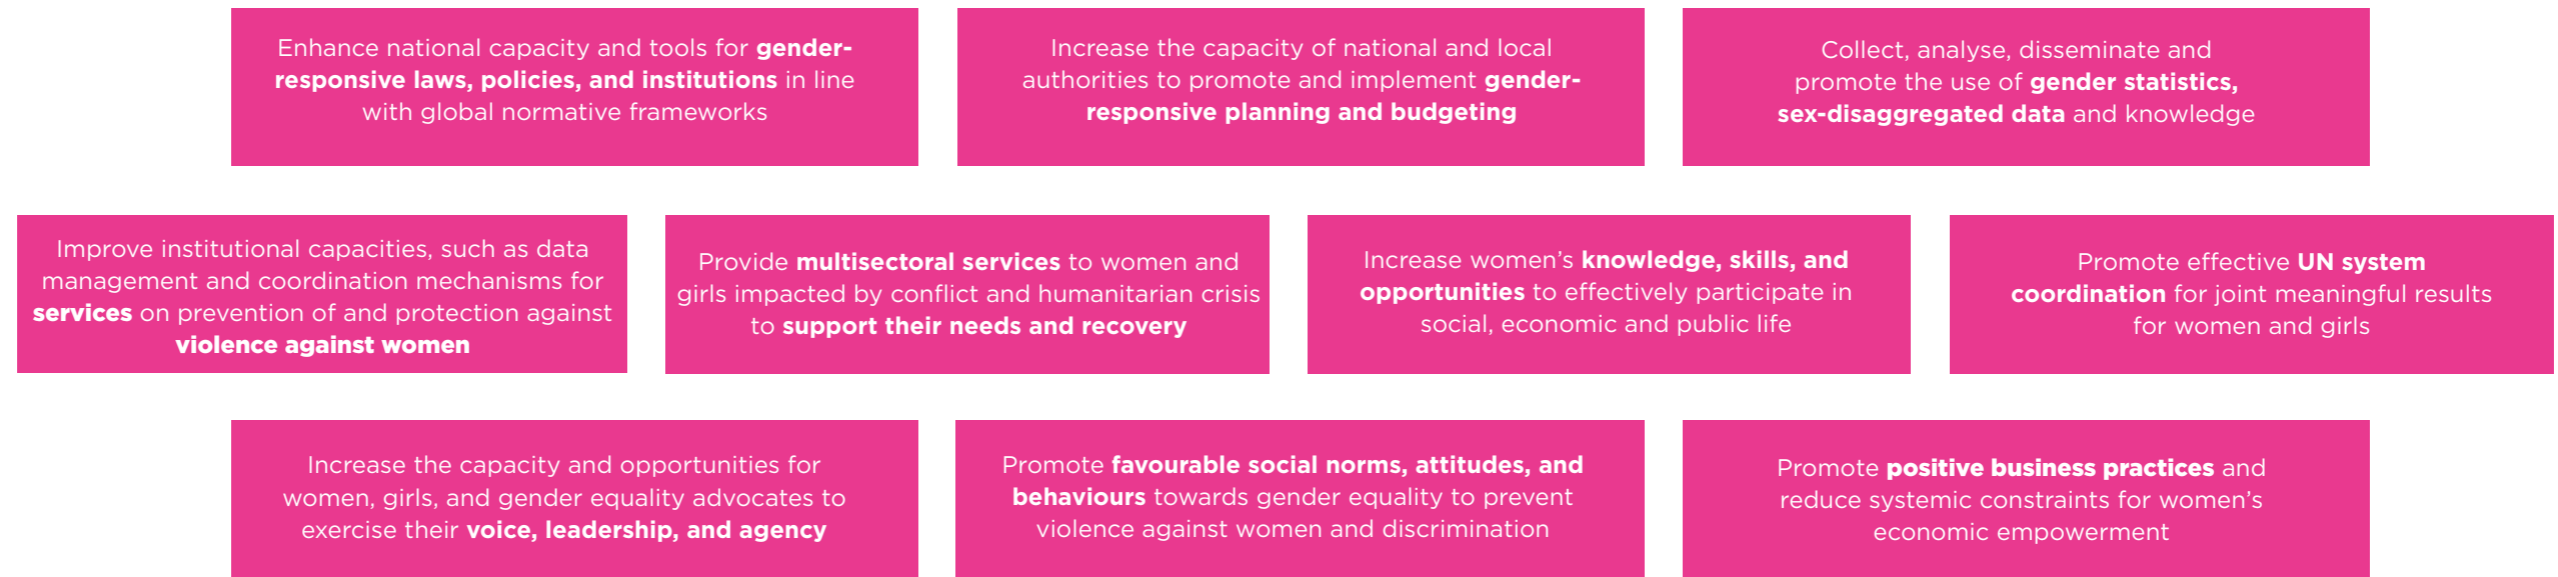 Enhance national capacity and tools for gender-
responsive laws, policies, and institutions in line
with global normative frameworks
Increase the capacity of national and local
authorities to promote and implement gender-
responsive planning and budgeting
Collect, analyse, disseminate and
promote the use of gender statistics,
sex-disaggregated data and knowledge
Improve institutional capacities, such as data
management and coordination mechanisms for
services on prevention of and protection against
violence against women
Provide multisectoral services to women and
girls impacted by conflict and humanitarian crisis
to support their needs and recovery
Increase women’s knowledge, skills, and
opportunities to effectively participate in
social, economic and public life
Promote effective UN system
coordination for joint meaningful results
for women and girls
Increase the capacity and opportunities for
women, girls, and gender equality advocates to
exercise their voice, leadership, and agency
Promote favourable social norms, attitudes, and
behaviours towards gender equality to prevent
violence against women and discrimination
Promote positive business practices and
reduce systemic constraints for women’s
economic empowerment